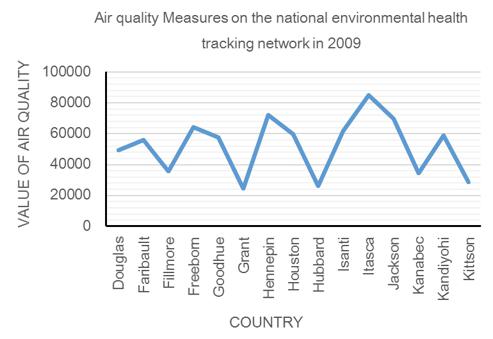 Air quality Measures on the national environmental health
tracking network in 2009
VALUE OF AIR QUALITY
100000
80000
60000
40000
20000
0
Douglas
Faribault
Fillmore
Freeborn
Goodhue
Grant
Hennepin
Houston
Hubbard
Isanti
Itasca
Jackson
Kanabec
Kandiyohi
Kittson
COUNTRY